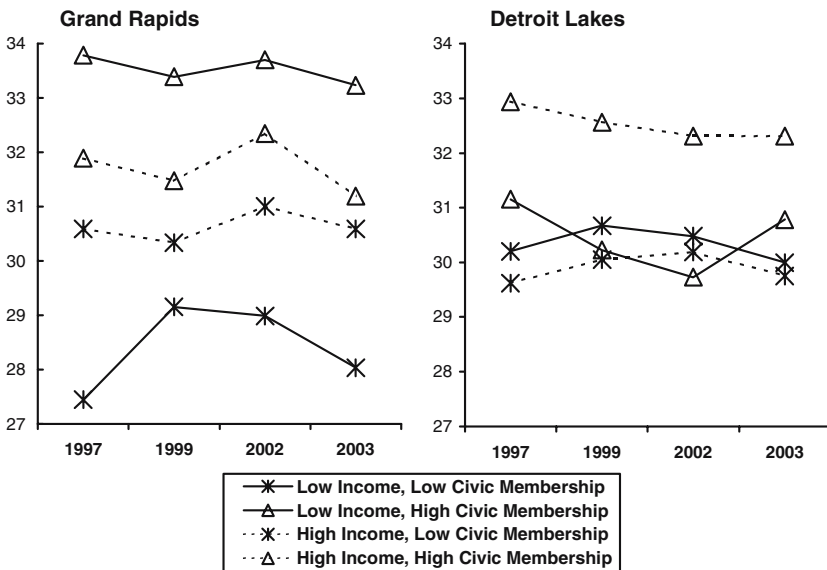 Grand Rapids
34
33
32
31
30
29
28
27
1997 1999 2002 2003
Detroit Lakes
34
33
32
31
30
29
28
27
1997 1999 2002 2003
Low Income, Low Civic Membership
Low Income, High Civic Membership
High Income, Low Civic Membership
High Income, High Civic Membership